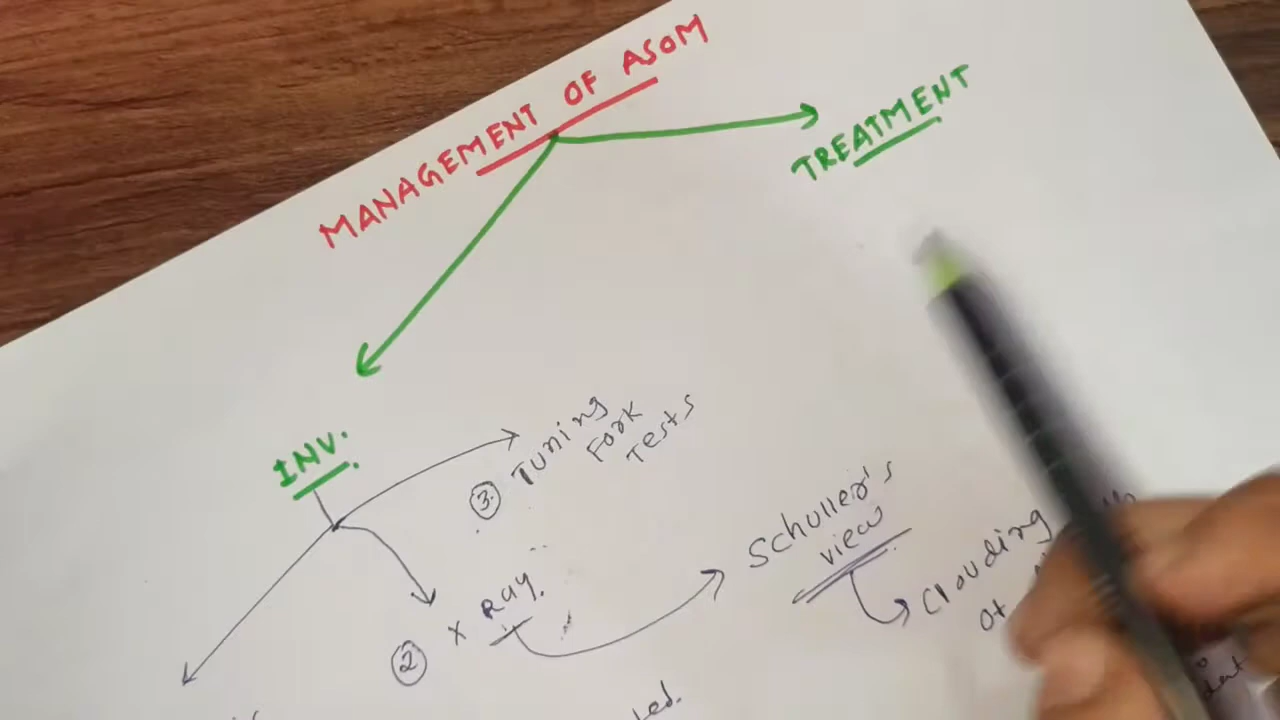 MANAGEMENT OF ASOM
TREATMENT
INV.
③ Tuning
Fork
Tests
② X Ray.
Schuller's
view
Clouding
of